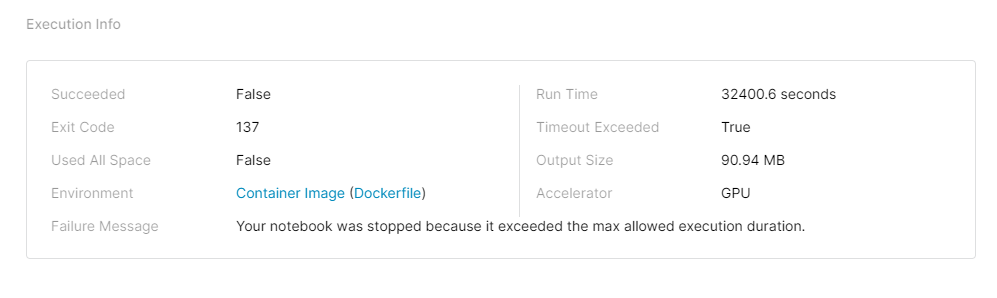 Execution Info
Succeeded False Run Time 32400.6 seconds
Exit Code 137 Timeout Exceeded True
Used All Space False Output Size 90.94 MB
Environment Container Image (Dockerfile) Accelerator GPU
Failure Message Your notebook was stopped because it exceeded the max allowed execution duration.